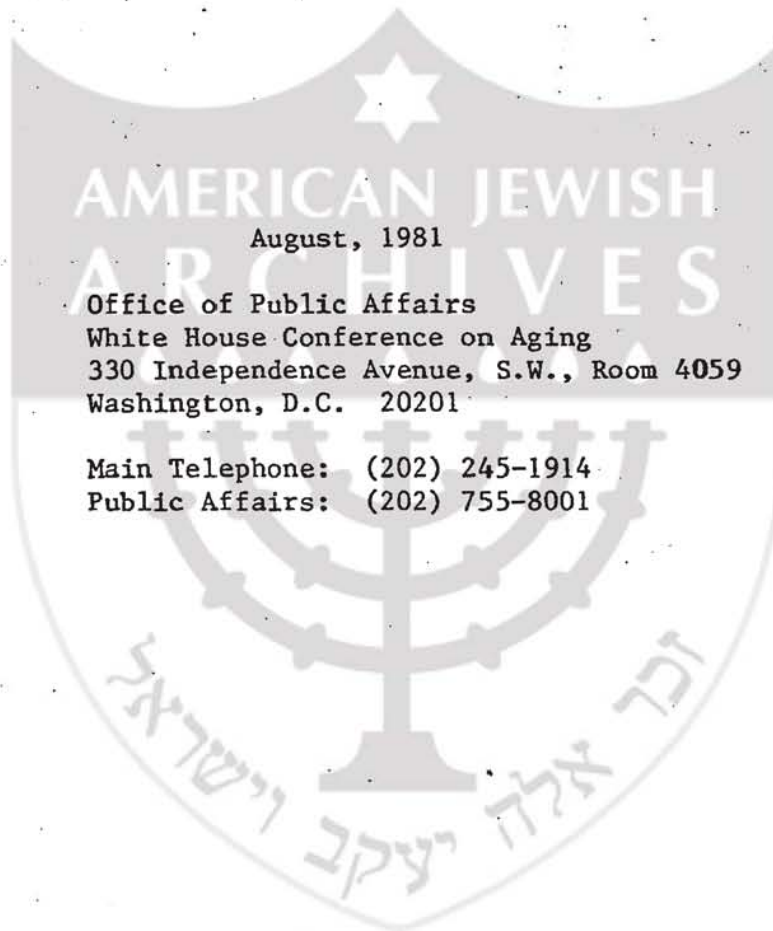 AMERICAN JEWISH
August, 1981
ARCHIVES
Office of Public Affairs
White House Conference on Aging
330 Independence Avenue, S.W., Room 4059
Washington, D.C. 20201
Main Telephone: (202) 245-1914
Public Affairs: (202) 755-8001
זכר אלה יעקב וישראל